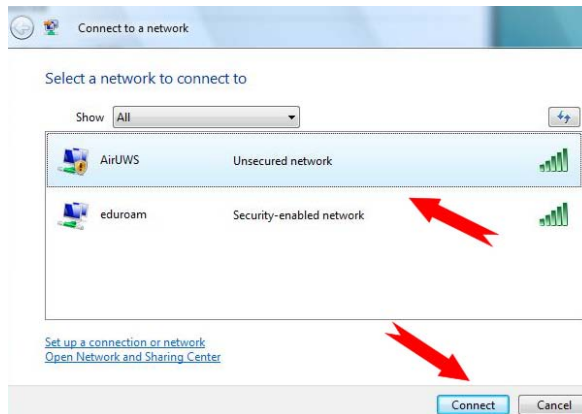 Connect to a network
Select a network to connect to
Show All
AirUWS Unsecured network
eduroam Security-enabled network
Set up a connection or network
Open Network and Sharing Center
Connect Cancel